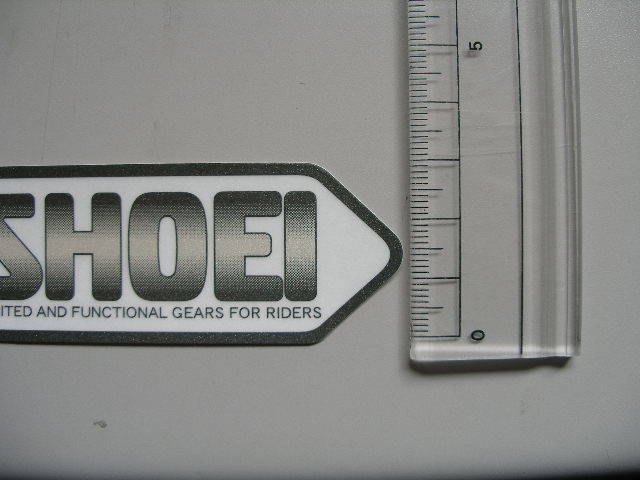 SHOEI
ITED AND FUNCTIONAL GEARS FOR RIDERS
5
0